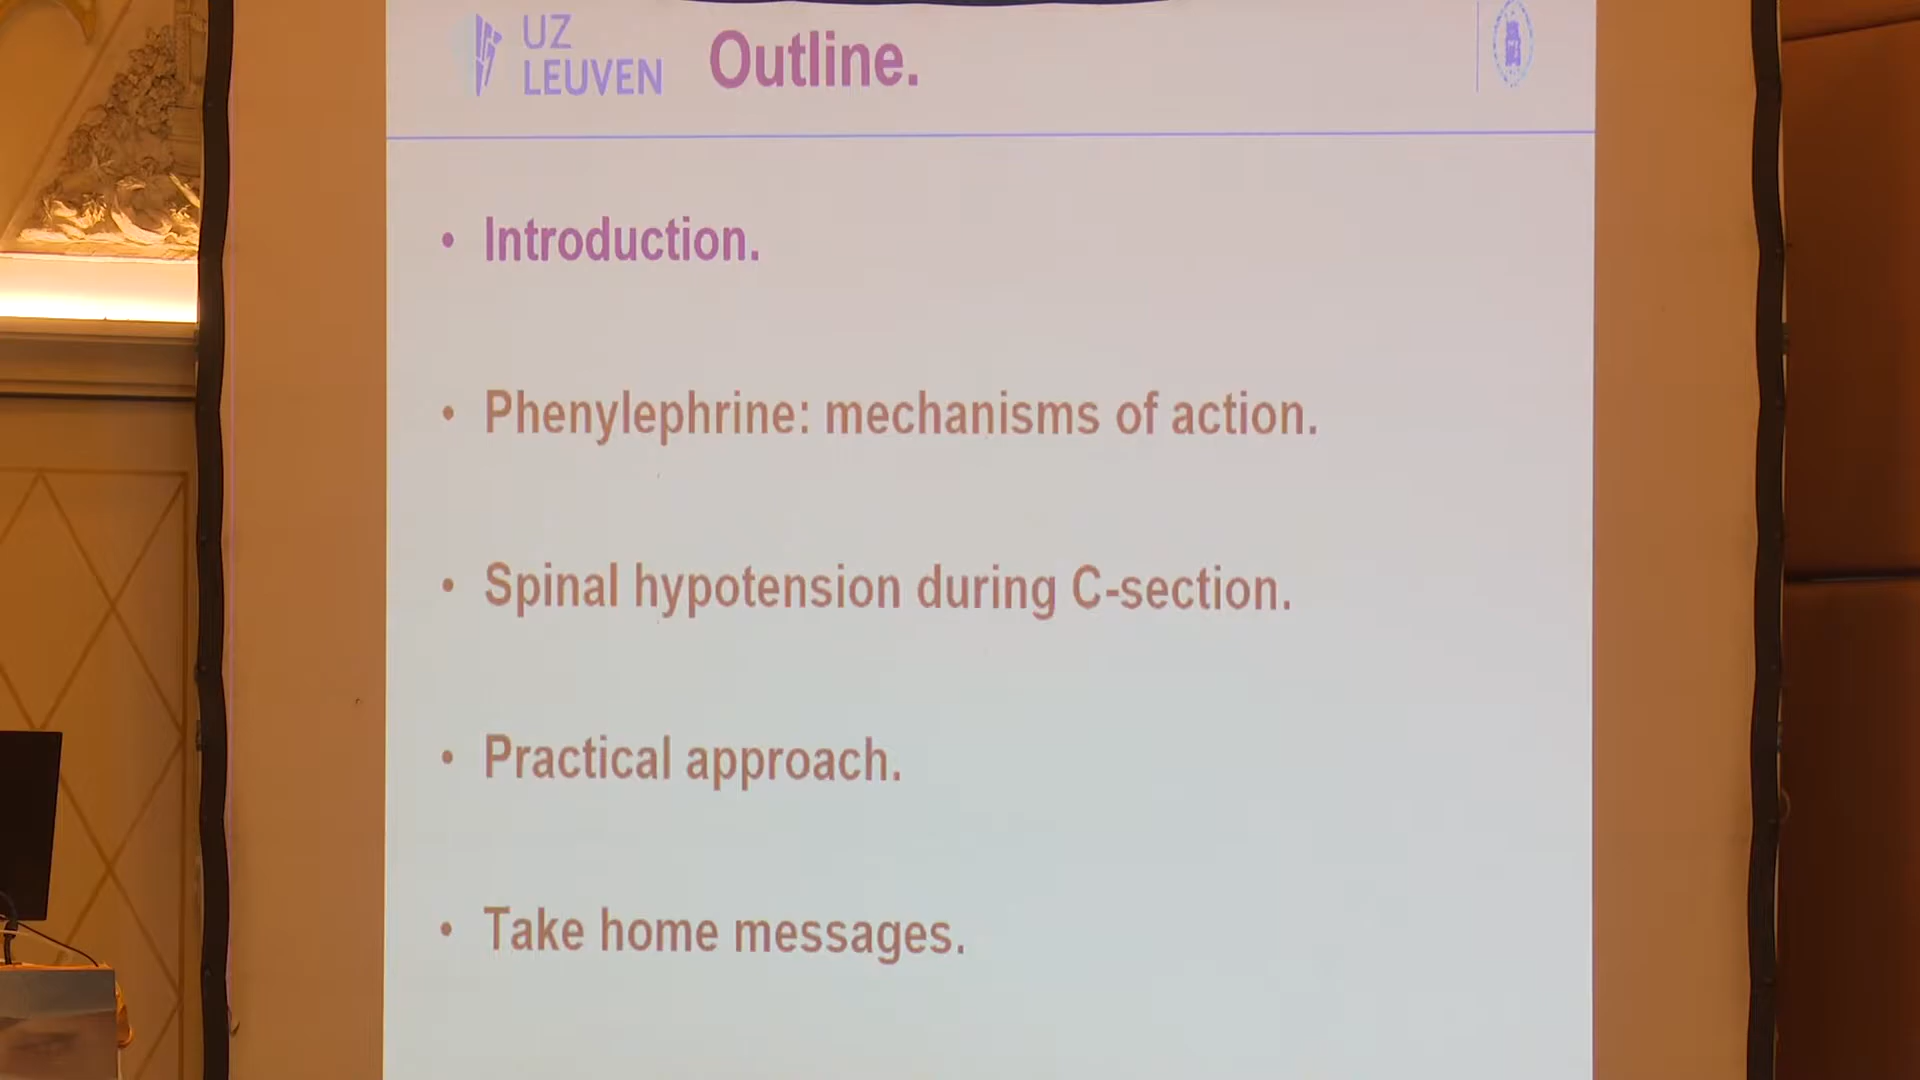 UZ
LEUVEN
Outline.
• Introduction.
• Phenylephrine: mechanisms of action.
• Spinal hypotension during C-section.
• Practical approach.
• Take home messages.